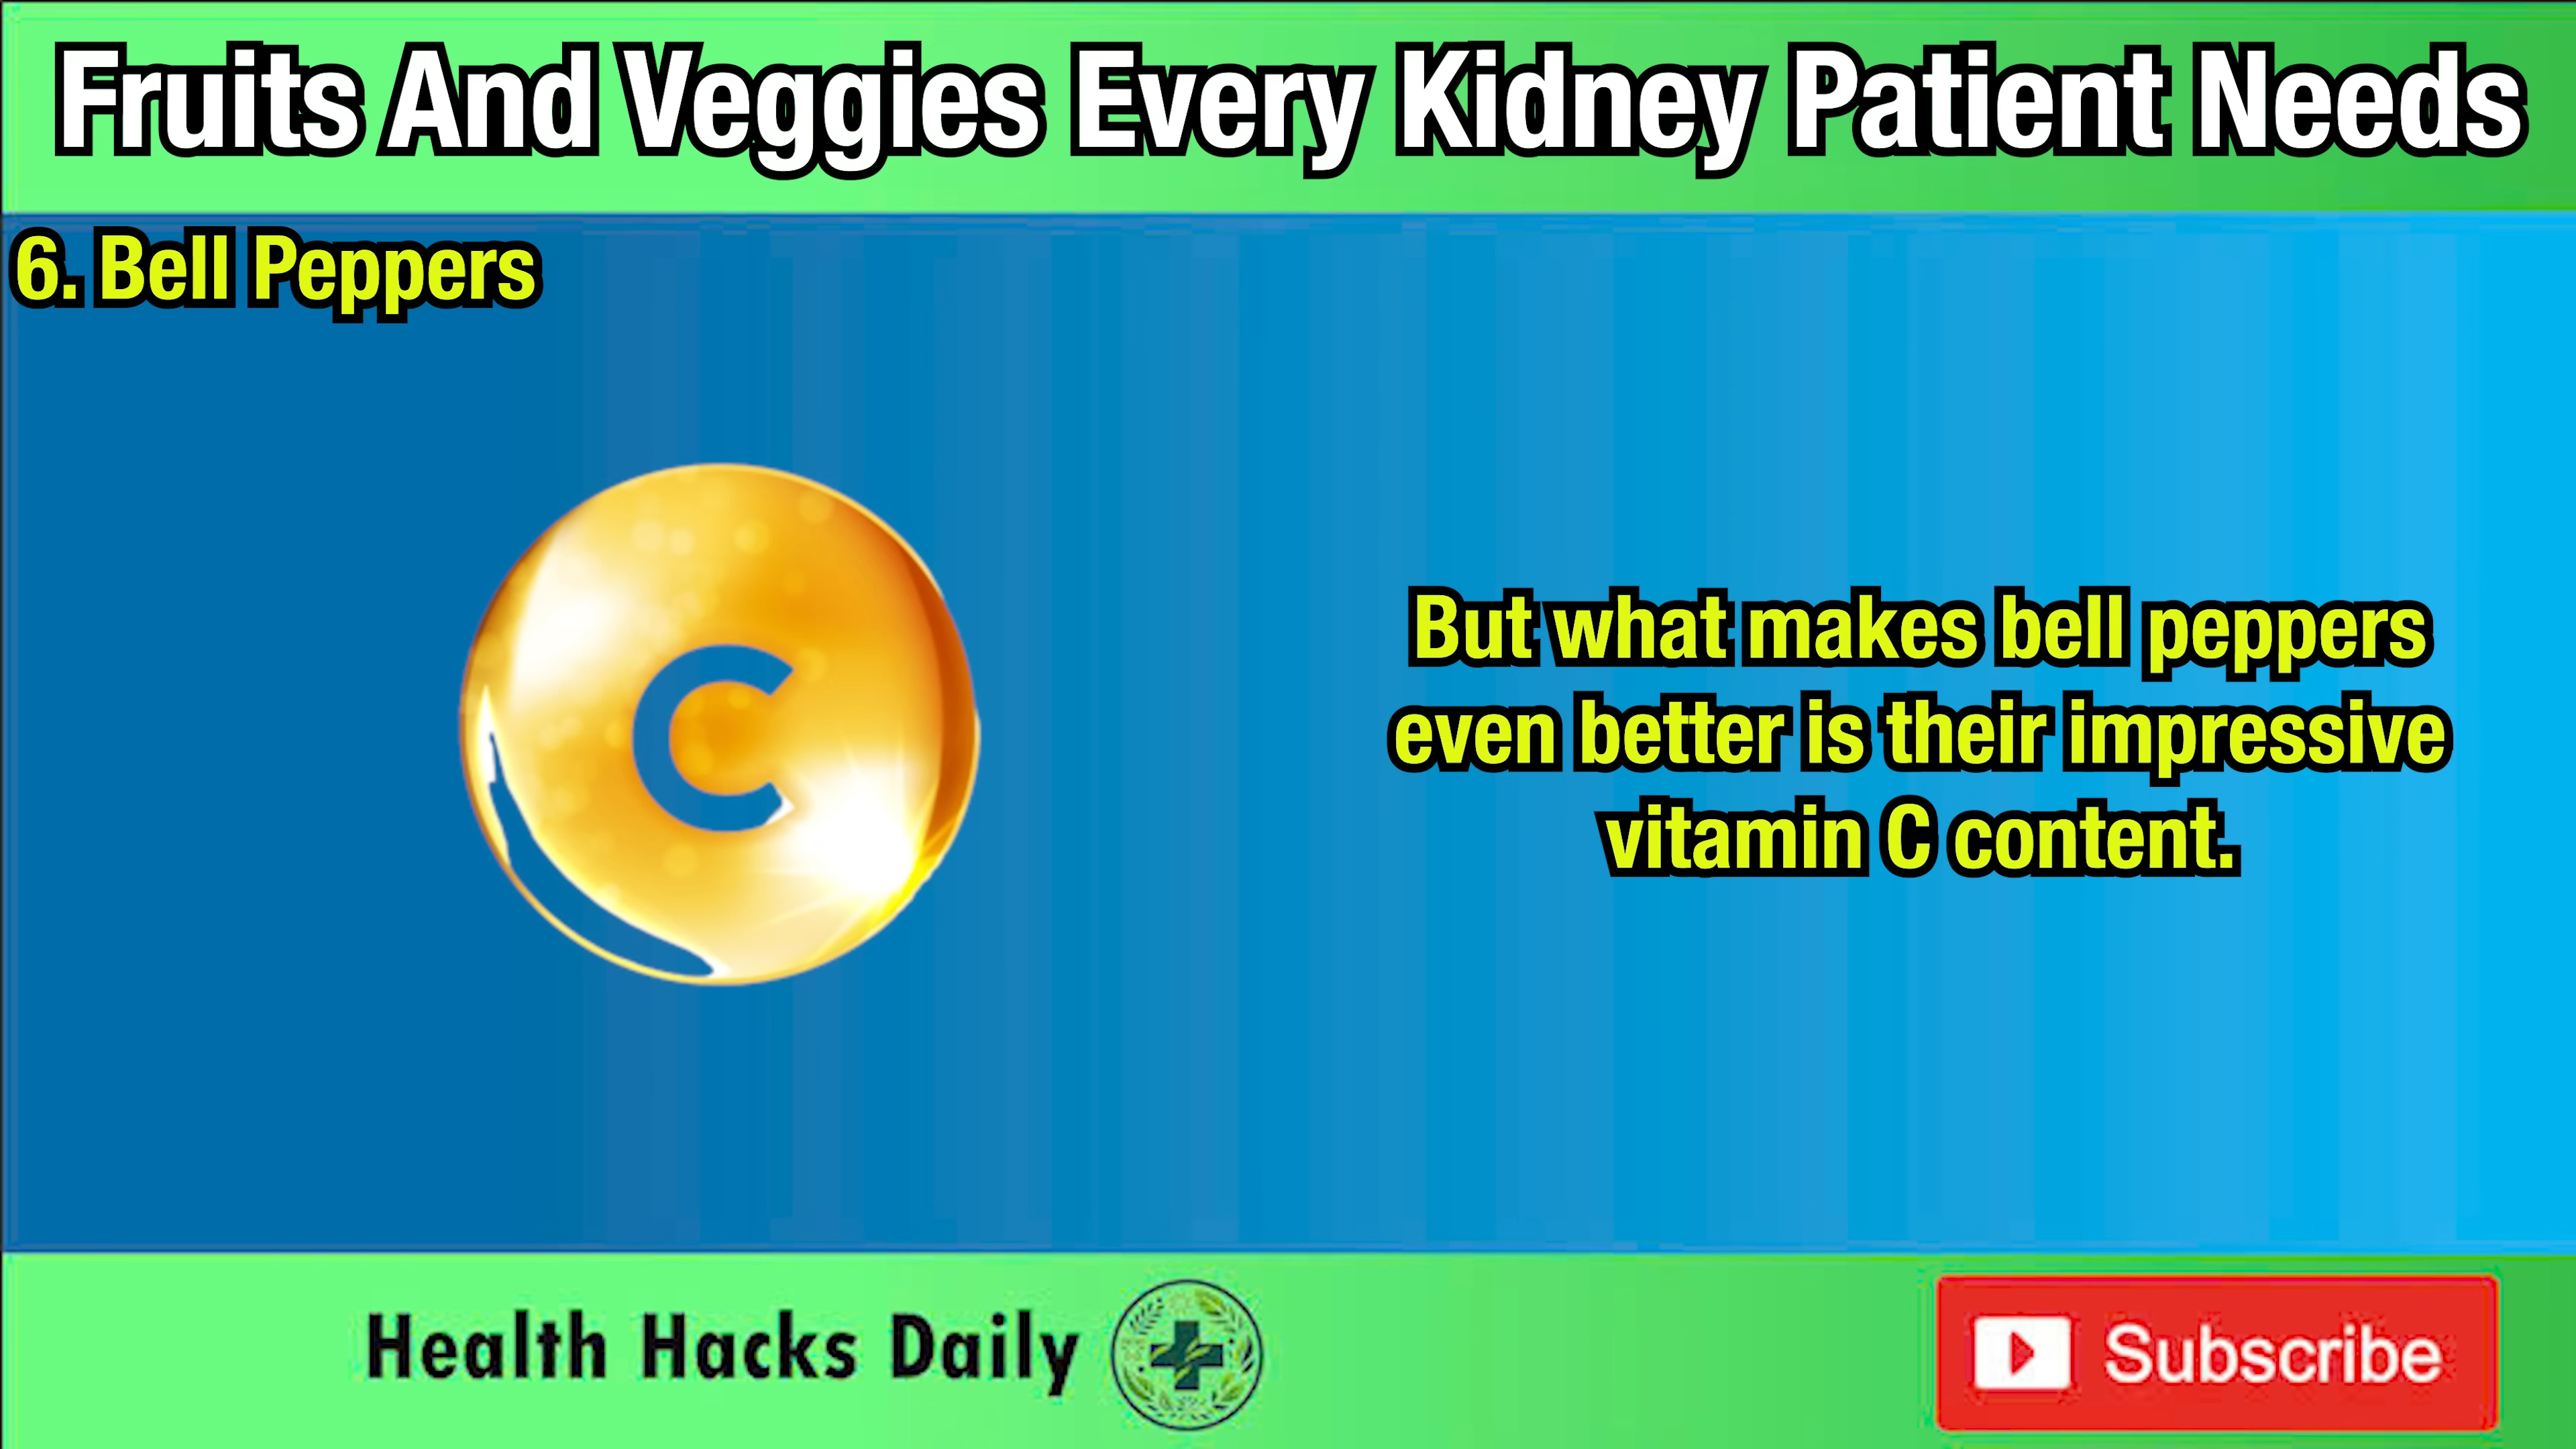 Fruits And Veggies Every Kidney Patient Needs
6. Bell Peppers
C
But what makes bell peppers
even better is their impressive
vitamin C content.
Health Hacks Daily
Subscribe